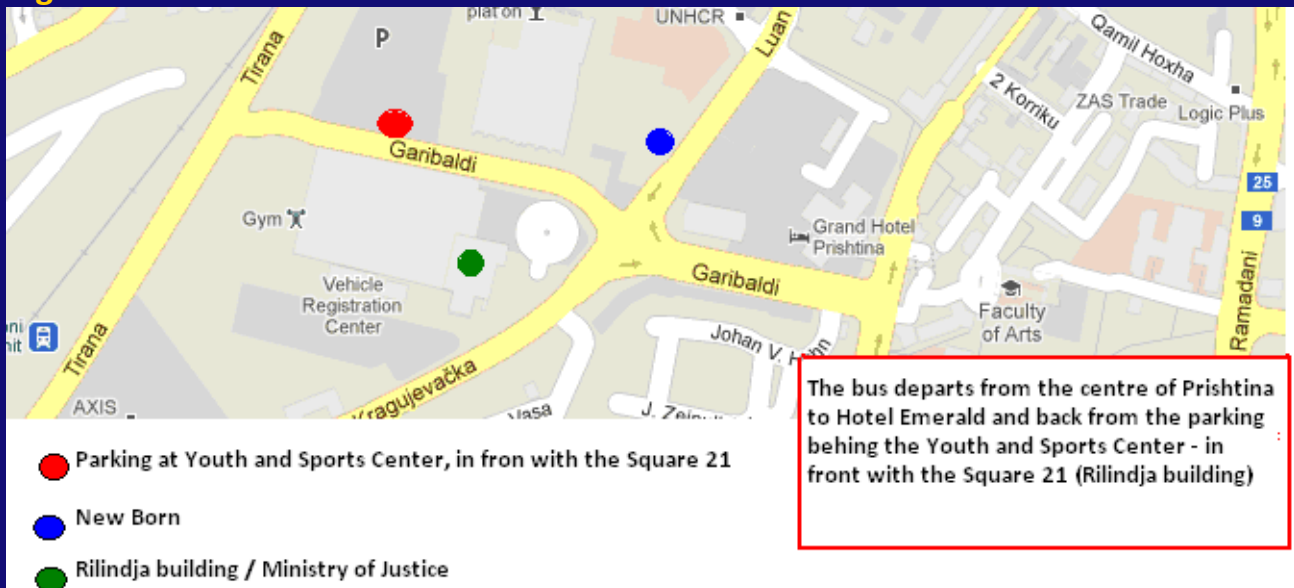 UNHCR
P
Tirana
Luan
Qamil Hoxha
2 Korriku
ZAS Trade
Logic Plus
Garibaldi
25
9
Gym
Grand Hotel
Prishtina
Garibaldi
Vehicle
Registration
Center
Faculty
of Arts
Ramadani
Tirana
Johan V. Hahn
Kragujevačka
Vasa
AXIS
The bus departs from the centre of Prishtina
to Hotel Emerald and back from the parking
behing the Youth and Sports Center - in
front with the Square 21 (Rilindja building)
:
Parking at Youth and Sports Center, in fron with the Square 21
New Born
Rilindja building / Ministry of Justice